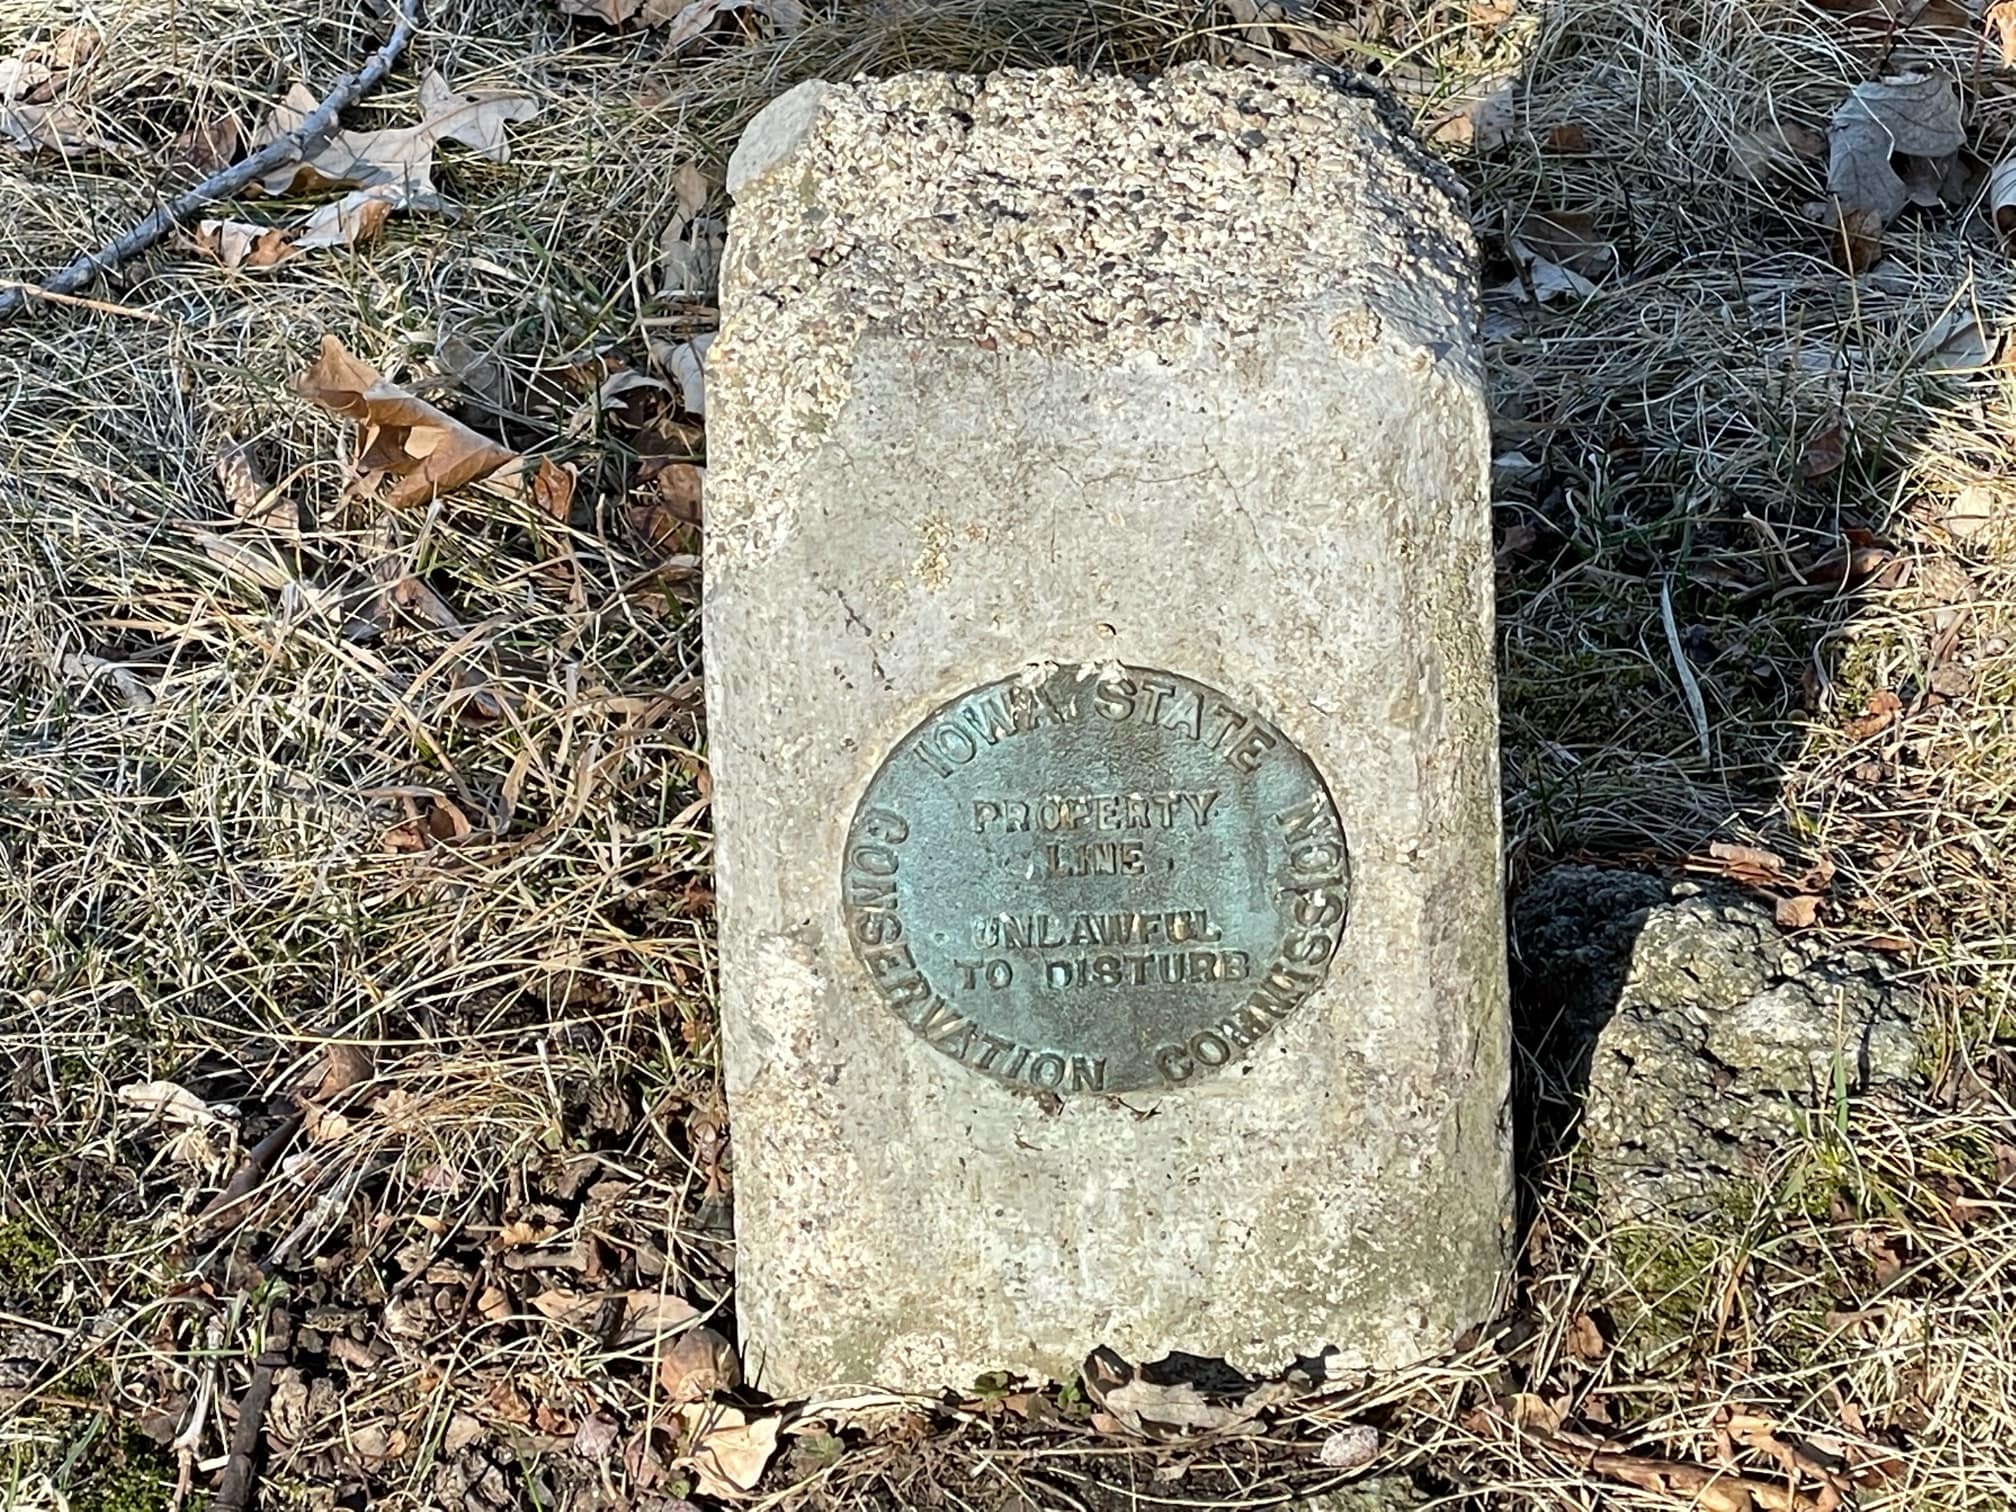 IOWA STATE
CONSERVATION COMMISSION
PROPERTY
LINE
UNLAWFUL
TO DISTURB